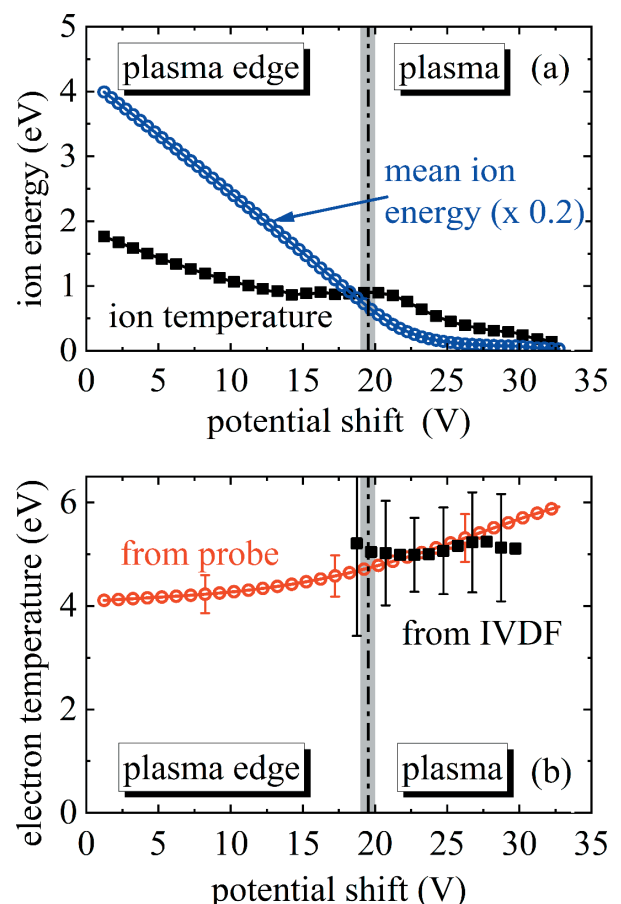 5
plasma edge
plasma
(a)
4
3
mean ion
energy (x 0.2)
2
1
ion temperature
0
ion energy (eV)
0 5 10 15 20 25 30 35
potential shift (V)
6
from probe
4
from IVDF
2
plasma edge
plasma
(b)
0
electron temperature (eV)
0 5 10 15 20 25 30 35
potential shift (V)